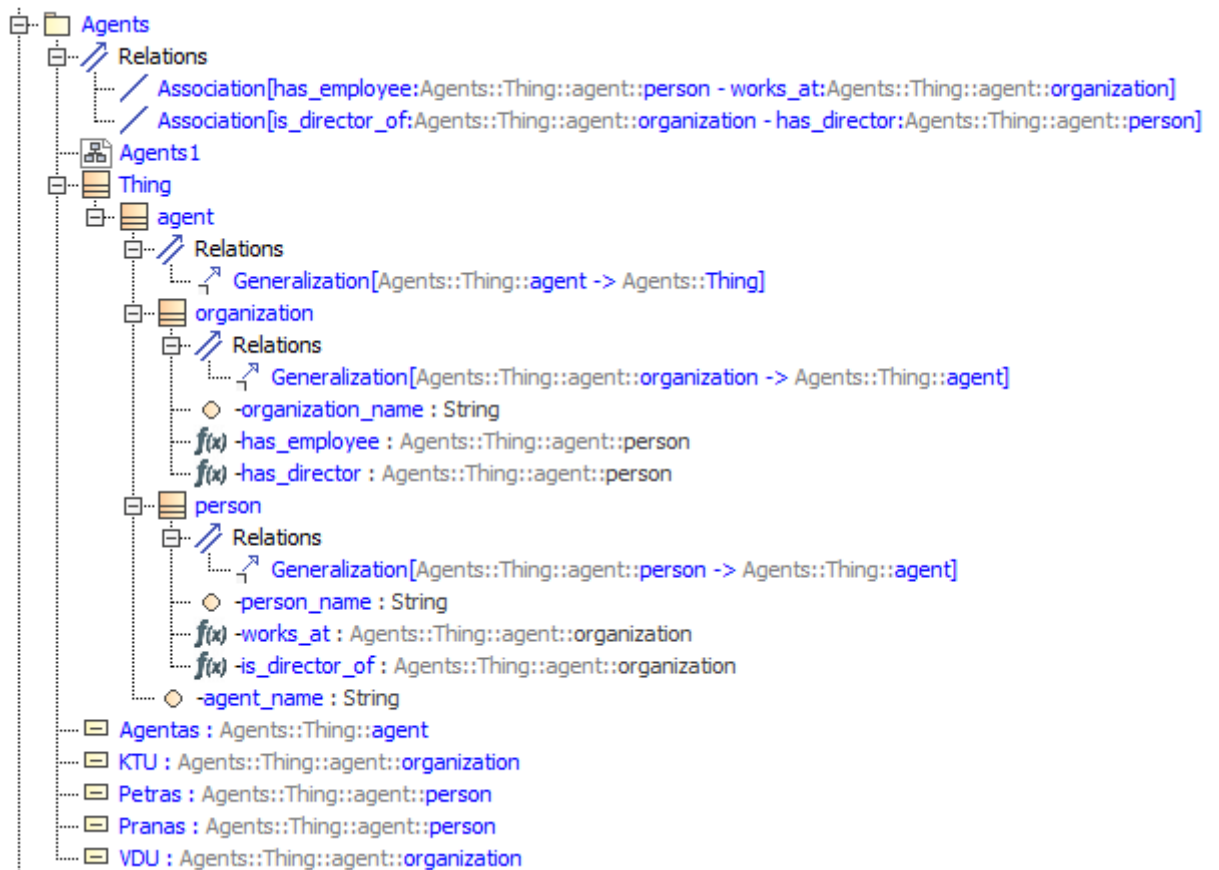 Agents
Relations
Association[has_employee:Agents::Thing::agent::person - works_at:Agents::Thing::agent::organization]
Association[is_director_of:Agents::Thing::agent::organization - has_director:Agents::Thing::agent::person]
Agents1
Thing
agent
Relations
Generalization[Agents::Thing::agent -> Agents::Thing]
organization
Relations
Generalization[Agents::Thing::agent::organization -> Agents::Thing::agent]
-organization_name : String
f(x) -has_employee : Agents::Thing::agent::person
f(x) -has_director : Agents::Thing::agent::person
person
Relations
Generalization[Agents::Thing::agent::person -> Agents::Thing::agent]
-person_name : String
f(x) -works_at : Agents::Thing::agent::organization
f(x) -is_director_of : Agents::Thing::agent::organization
-agent_name : String
Agentas : Agents::Thing::agent
KTU : Agents::Thing::agent::organization
Petras : Agents::Thing::agent::person
Pranas : Agents::Thing::agent::person
VDU : Agents::Thing::agent::organization